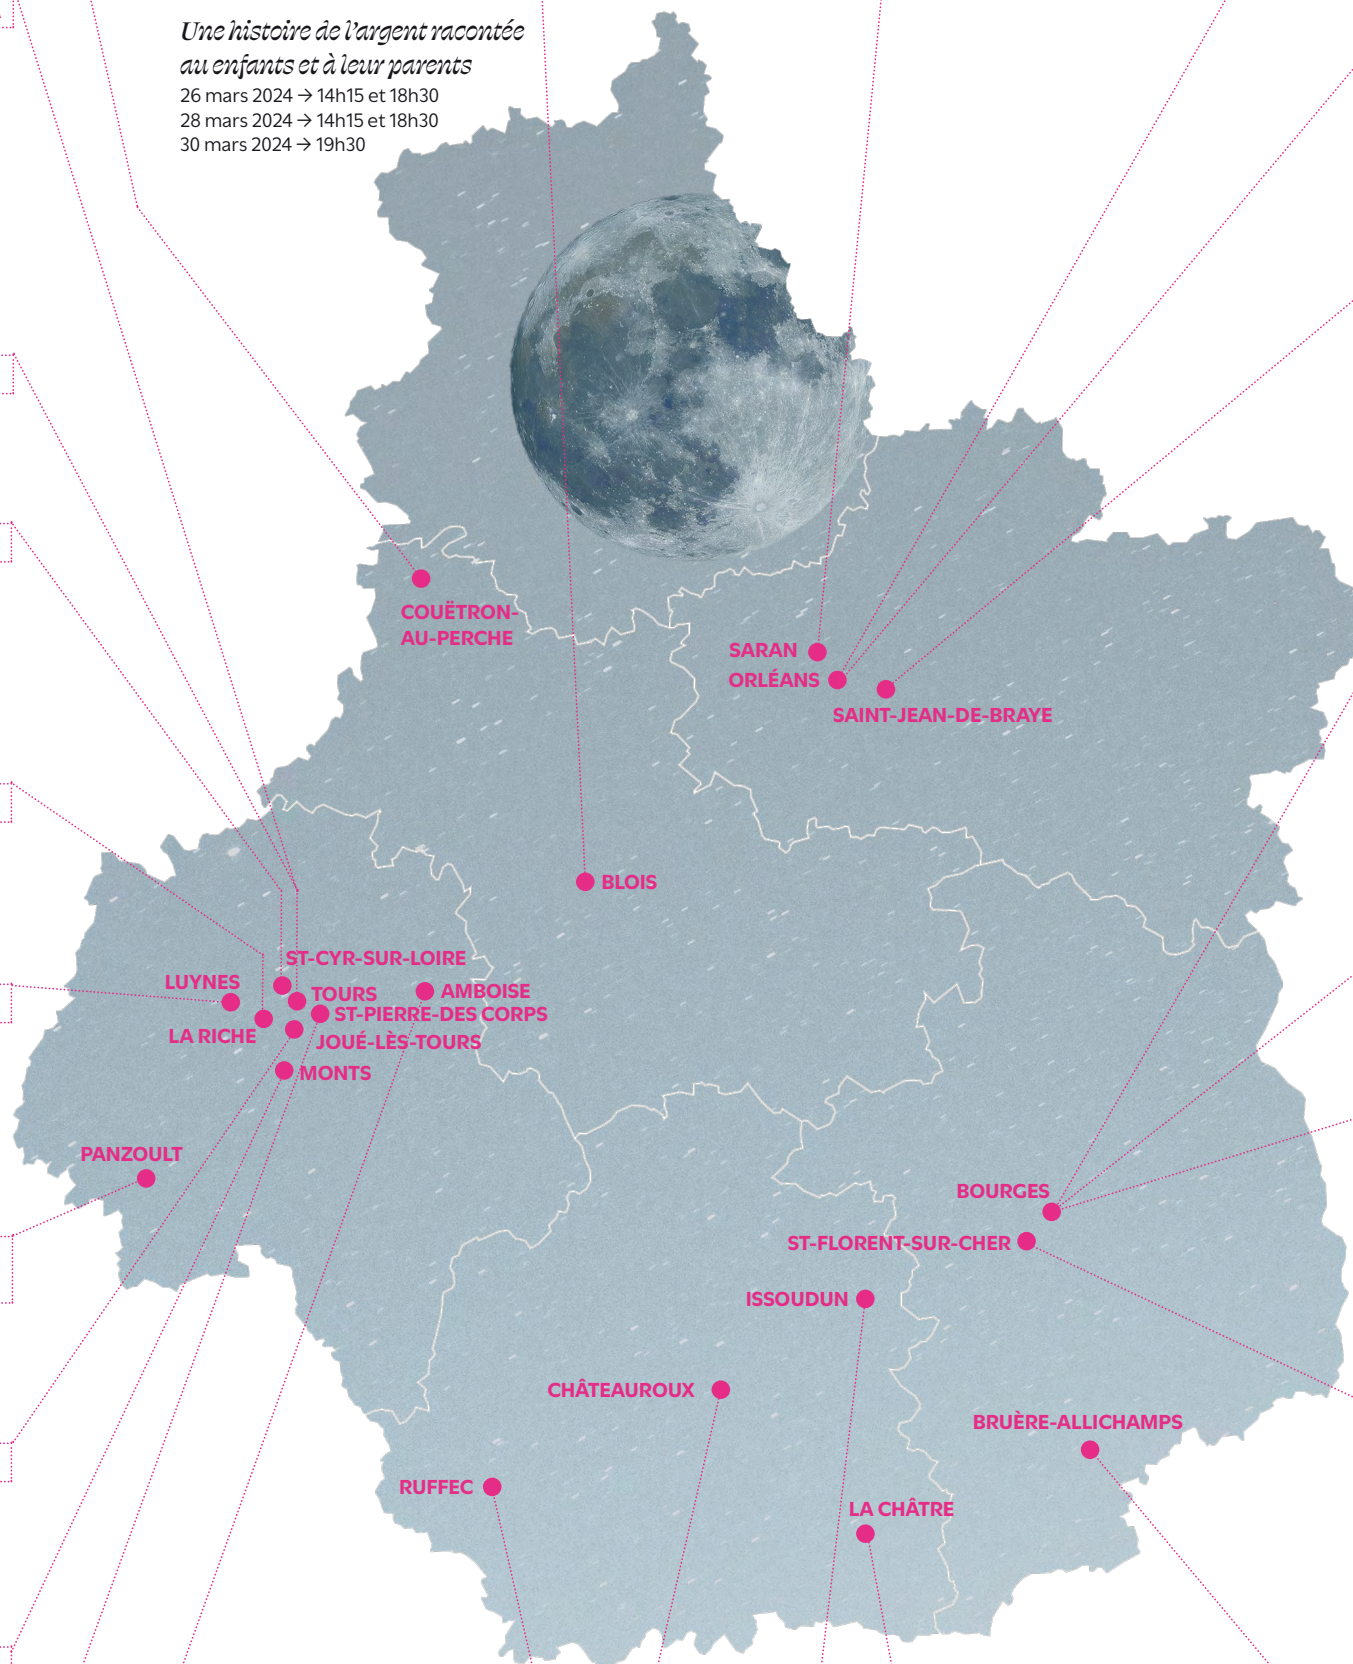 Une histoire de l'argent racontée
au enfants et à leur parents
26 mars 2024 → 14h15 et 18h30
28 mars 2024 → 14h15 et 18h30
30 mars 2024 → 19h30
COUËTRON-
AU-PERCHE
SARAN
ORLÉANS
SAINT-JEAN-DE-BRAYE
BLOIS
ST-CYR-SUR-LOIRE
LUYNES
TOURS
AMBOISE
ST-PIERRE-DES CORPS
LA RICHE
JOUÉ-LÈS-TOURS
MONTS
PANZOULT
BOURGES
ST-FLORENT-SUR-CHER
ISSOUDUN
CHÂTEAUROUX
BRUÈRE-ALLICHAMPS
RUFFEC
LA CHÂTRE